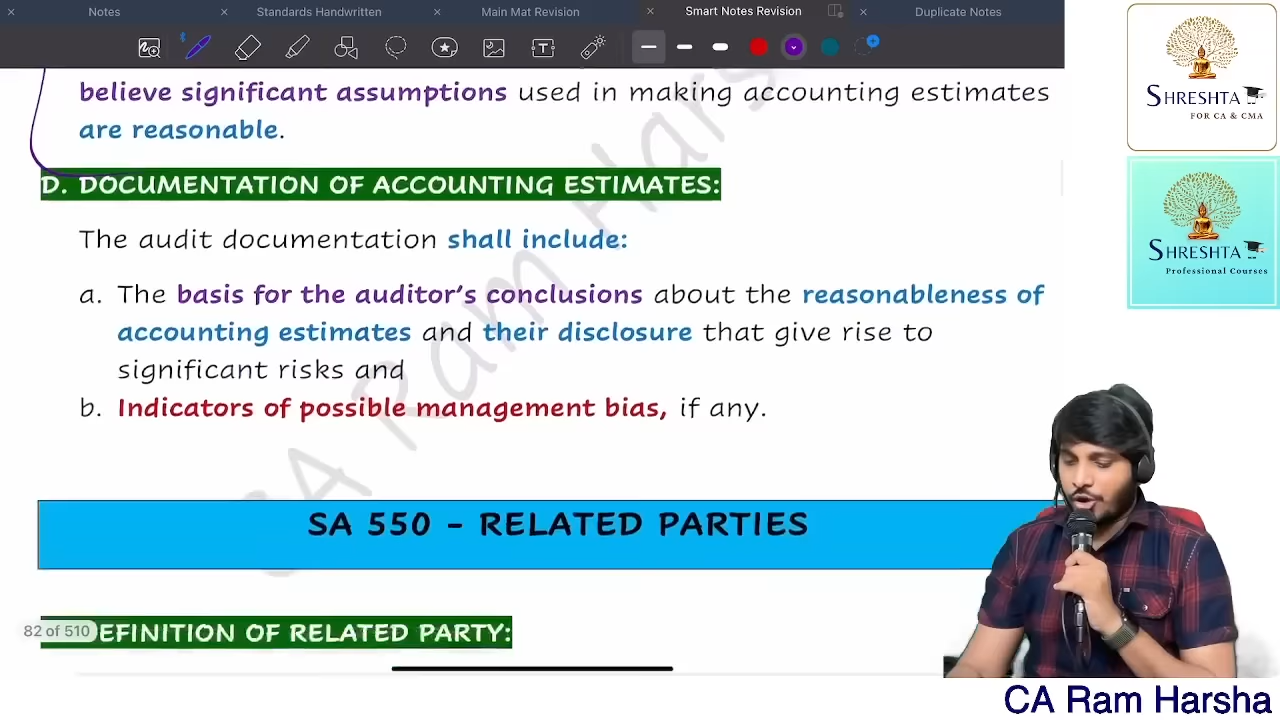 Notes
Standards Handwritten
Main Mat Revision
Smart Notes Revision
Duplicate Notes
believe significant assumptions used in making accounting estimates
are reasonable.
D. DOCUMENTATION OF ACCOUNTING ESTIMATES:
The audit documentation shall include:
a. The basis for the auditor's conclusions about the reasonableness of
accounting estimates and their disclosure that give rise to
significant risks and
b. Indicators of possible management bias, if any.
SA 550 - RELATED PARTIES
82 of 510
EFINITION OF RELATED PARTY:
CA Ram Hars
SHRESHTA
FOR CA & CMA
SHRESHTA
Professional Courses
CA Ram Harsha